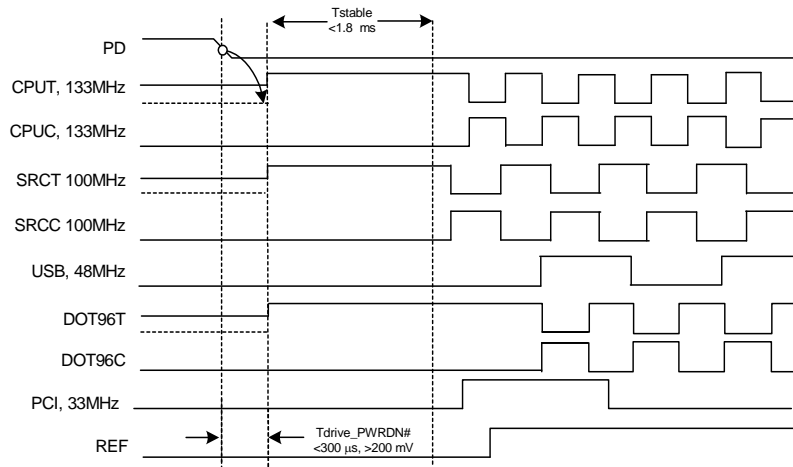 Tstable
<1.8 ms
PD
CPUT, 133MHz
CPUC, 133MHz
SRCT 100MHz
SRCC 100MHz
USB, 48MHz
DOT96T
DOT96C
PCI, 33MHz
Tdrive_PWRDN#
<300 µs, >200 mV
REF